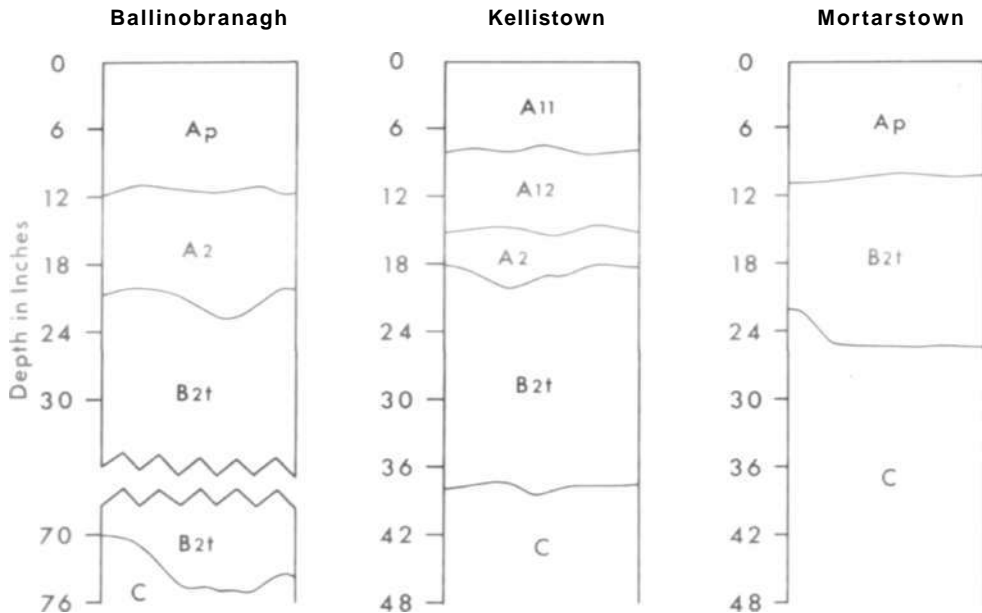 Ballinobranagh
Depth in Inches
0
6
12
18
24
30
70
76
Ap
A2
B2t
B2t
C
Kellistown
0
6
12
18
24
30
36
42
48
A11
A12
A2
B2t
C
Mortarstown
0
6
12
18
24
30
36
42
48
Ap
B2t
C